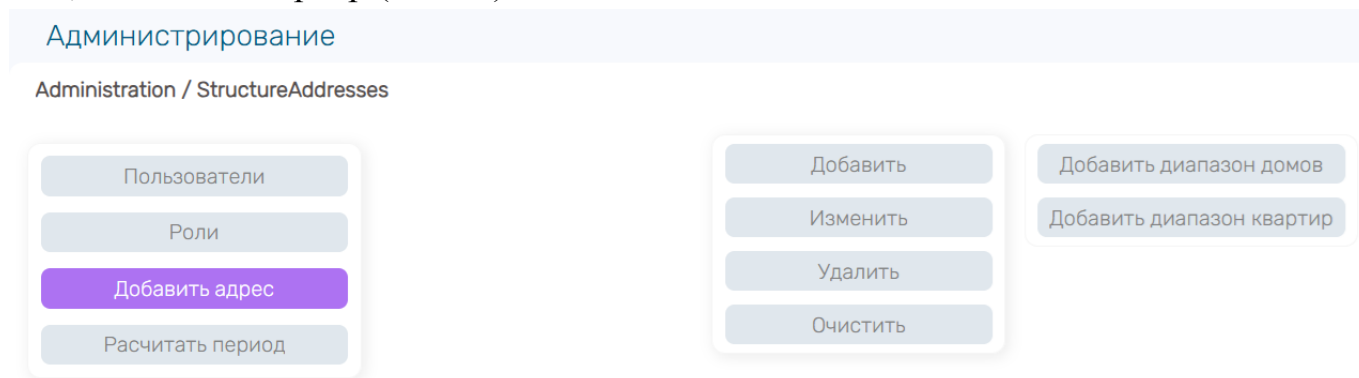 Администрирование
Administration / StructureAddresses
Пользователи
Роли
Добавить адрес
Расчитать период
Добавить
Изменить
Удалить
Очистить
Добавить диапазон домов
Добавить диапазон квартир